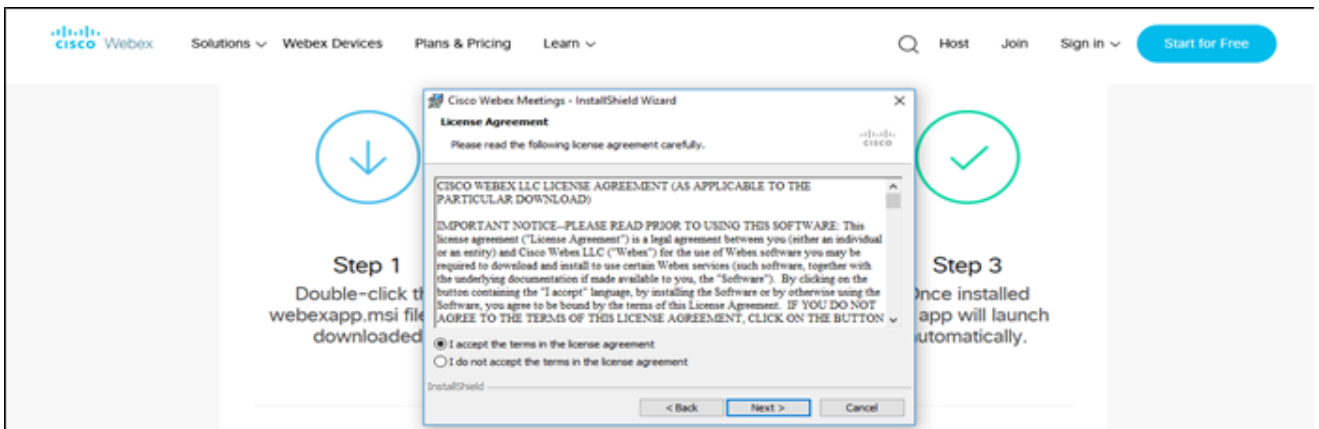 CISCO Webex Solutions Webex Devices Plans & Pricing Learn Host Join Sign in Start for Free
Cisco Webex Meetings - InstallShield Wizard
License Agreement
Please read the following license agreement carefully.
CISCO
CISCO WEBEX LLC LICENSE AGREEMENT (AS APPLICABLE TO THE
PARTICULAR DOWNLOAD)
IMPORTANT NOTICE--PLEASE READ PRIOR TO USING THIS SOFTWARE: This
license agreement ("License Agreement") is a legal agreement between you (either an individual
or an entity) and Cisco Webex LLC ("Webex") for the use of Webex software you may be
required to download and install to use certain Webex services (such software, together with
the underlying documentation if made available to you, the "Software"). By clicking on the
button containing the "I accept" language, by installing the Software or by otherwise using the
Software, you agree to be bound by the terms of this License Agreement. IF YOU DO NOT
AGREE TO THE TERMS OF THIS LICENSE AGREEMENT, CLICK ON THE BUTTON
I accept the terms in the license agreement
I do not accept the terms in the license agreement
InstallShield
< Back Next > Cancel
Step 1
Double-click
webexapp.msi file
downloaded
Step 3
installed
app will launch
automatically.